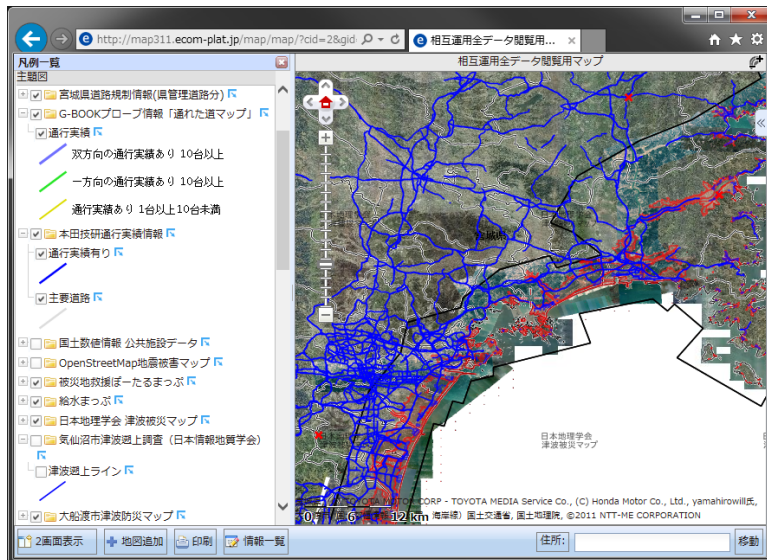 http://map311.ecom-plat.jp/map/map/?cid=2&gid
相互運用全データ閲覧用...
凡例一覧
相互運用全データ閲覧用マップ
主題図
宮城県道路規制情報(県管理道路分)
G-BOOKプローブ情報「通れた道マップ」
通行実績
双方向の通行実績あり 10台以上
一方向の通行実績あり 10台以上
通行実績あり 1台以上10台未満
本田技研通行実績情報
通行実績有り
主要道路
国土数値情報 公共施設データ
OpenStreetMap地震被害マップ
被災地救援ぽーたるまっぷ
給水まっぷ
日本地理学会 津波被災マップ
気仙沼市津波遡上調査（日本情報地質学会）
津波遡上ライン
大船渡市津波防災マップ
宮城県
日本地理学会
津波被災マップ
TOYOTA MOTOR CORP - TOYOTA MEDIA Service Co., (C) Honda Motor Co., Ltd., yamahirowill氏,
0 6 12 km
海岸線）国土交通省, 国土地理院, ©2011 NTT-ME CORPORATION
2画面表示
地図追加
印刷
情報一覧
住所:
移動